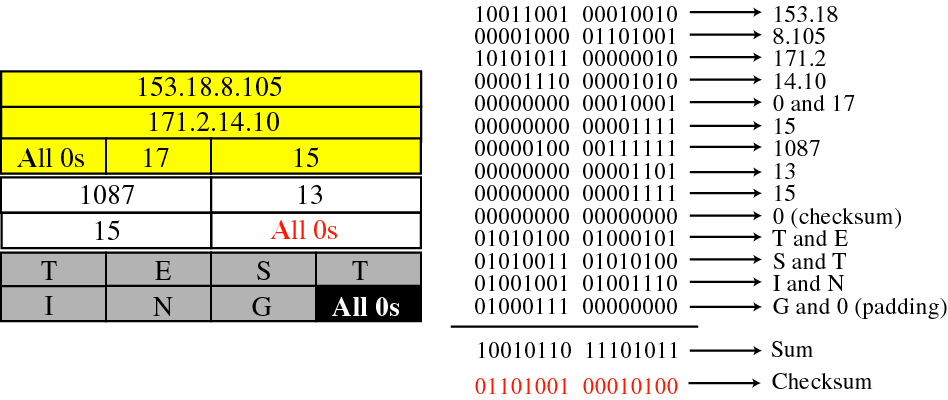 153.18.8.105
171.2.14.10
All 0s 17 15
1087 13
15 All 0s
T E S T
I N G All 0s
10011001 00010010 153.18
00001000 01101001 8.105
10101011 00000010 171.2
00001110 00001010 14.10
00000000 00010001 0 and 17
00000000 00001111 15
00000100 00111111 1087
00000000 00001101 13
00000000 00001111 15
00000000 00000000 0 (checksum)
01010100 01000101 T and E
01010011 01010100 S and T
01001001 01001110 I and N
01000111 00000000 G and 0 (padding)
10010110 11101011 Sum
01101001 00010100 Checksum